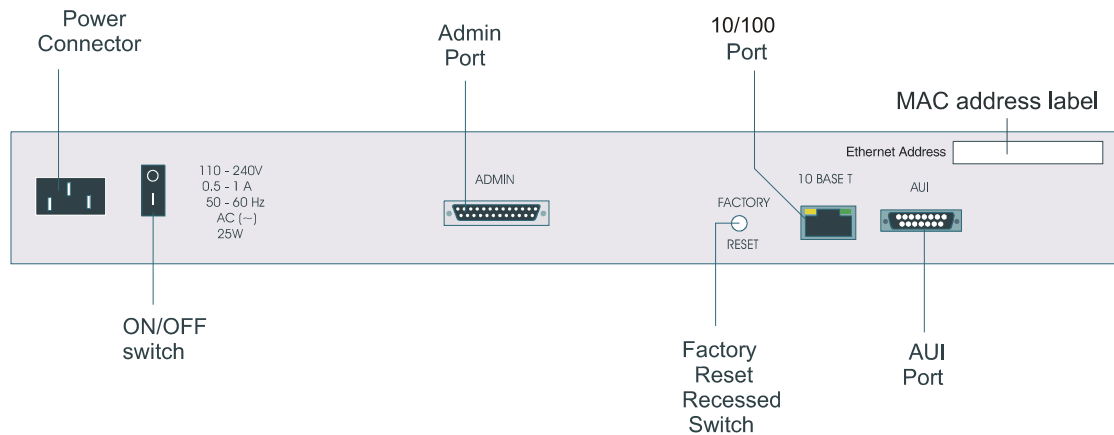 Power
Connector
Admin
Port
10/100
Port
MAC address label
Ethernet Address
110 - 240V
0.5 - 1 A
50 - 60 Hz
AC (~)
25W
ADMIN
FACTORY
RESET
10 BASE T
AUI
ON/OFF
switch
Factory
Reset
Recessed
Switch
AUI
Port